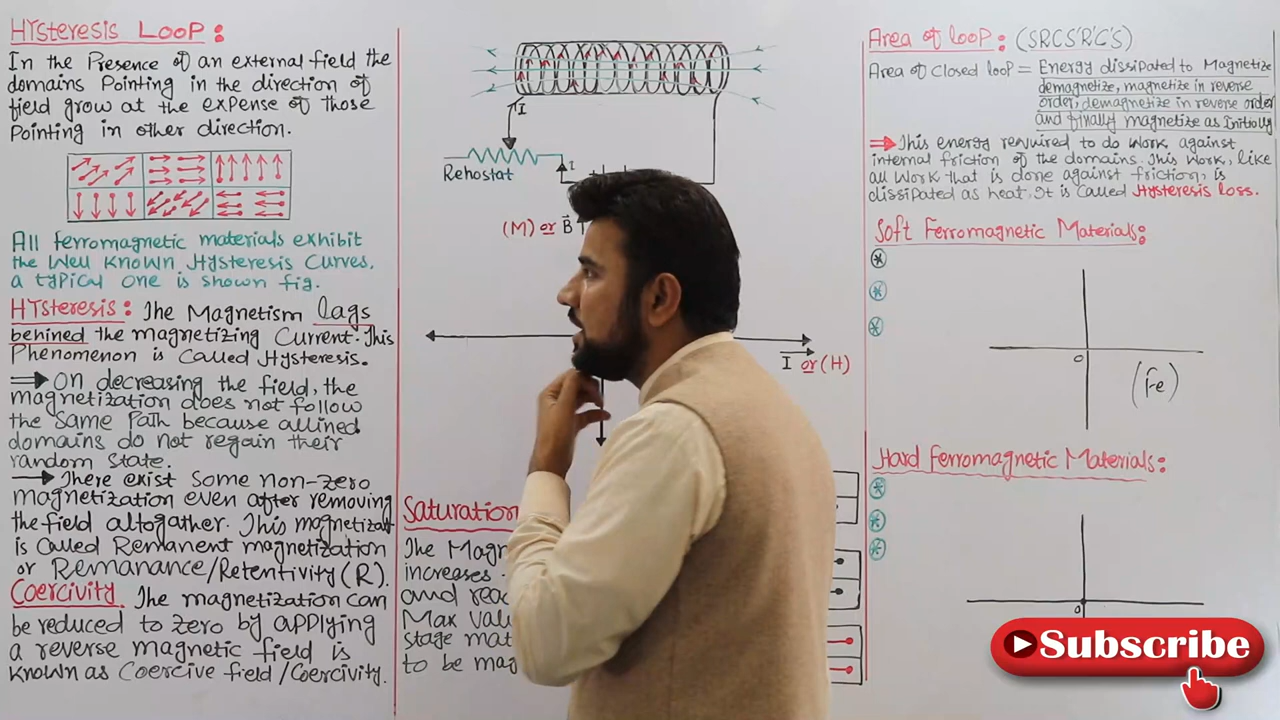 HYsteresis LooP:
In the Presence of an external field the
domains Pointing in the direction of
field grow at the expense of those
Pointing in other direction.
All ferromagnetic materials exhibit
the Well known Hysteresis Curves.
a typical one is shown fig.
HYsteresis: The Magnetism lags
behined the magnetizing Current. This
Phenomenon is Called Hysteresis.
On decreasing the field, the
magnetization does not follow
the Same Path because allined
domains do not regain their
random state.
There exist Some non-zero
magnetization even after removing
the field altogather. This magnetizat
is called Remanent magnetization
or Remanance/Retentivity (R).
Coercivity The magnetization can
be reduced to zero by applying
a reverse magnetic field is
known as Coercive field/Coercivity.
I
Rehostat
I
(M) or B
I or (H)
Saturation
The Magn
increases.
and rea
Max Valu
stage mat
to be mag
Area of looP: (SRCS'R'C'S)
Area of Closed loop = Energy dissipated to Magnetize
demagnetize, magnetize in reverse
order, demagnetize in reverse order
and finally magnetize as Initially
This energy required to do work against
internal friction of the domains. This Work, like
all Work that is done against friction, is
dissipated as heat. It is called Hysteresis loss.
Soft Ferromagnetic Materials:
o
(Fe)
Hard Ferromagnetic Materials:
o
Subscribe